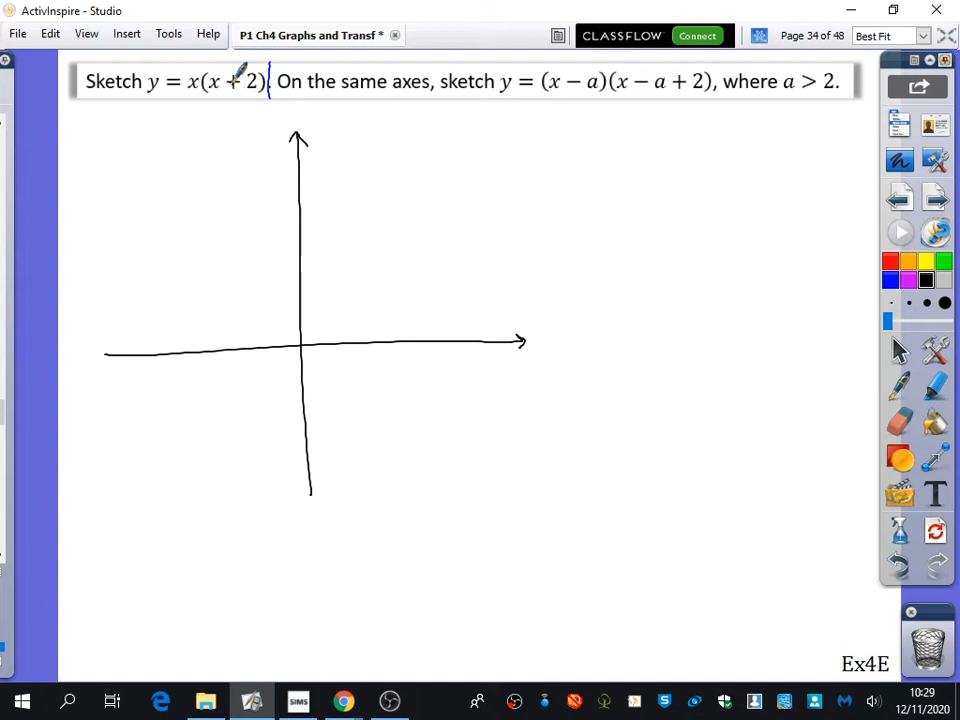 ActivInspire - Studio
File Edit View Insert Tools Help
P1 Ch4 Graphs and Transf *
CLASSFLOW
Connect
Page 34 of 48
Best Fit
Sketch y = x(x + 2). On the same axes, sketch y = (x − a)(x − a + 2), where a > 2.
T
Ex4E
SIMS
10:29
12/11/2020